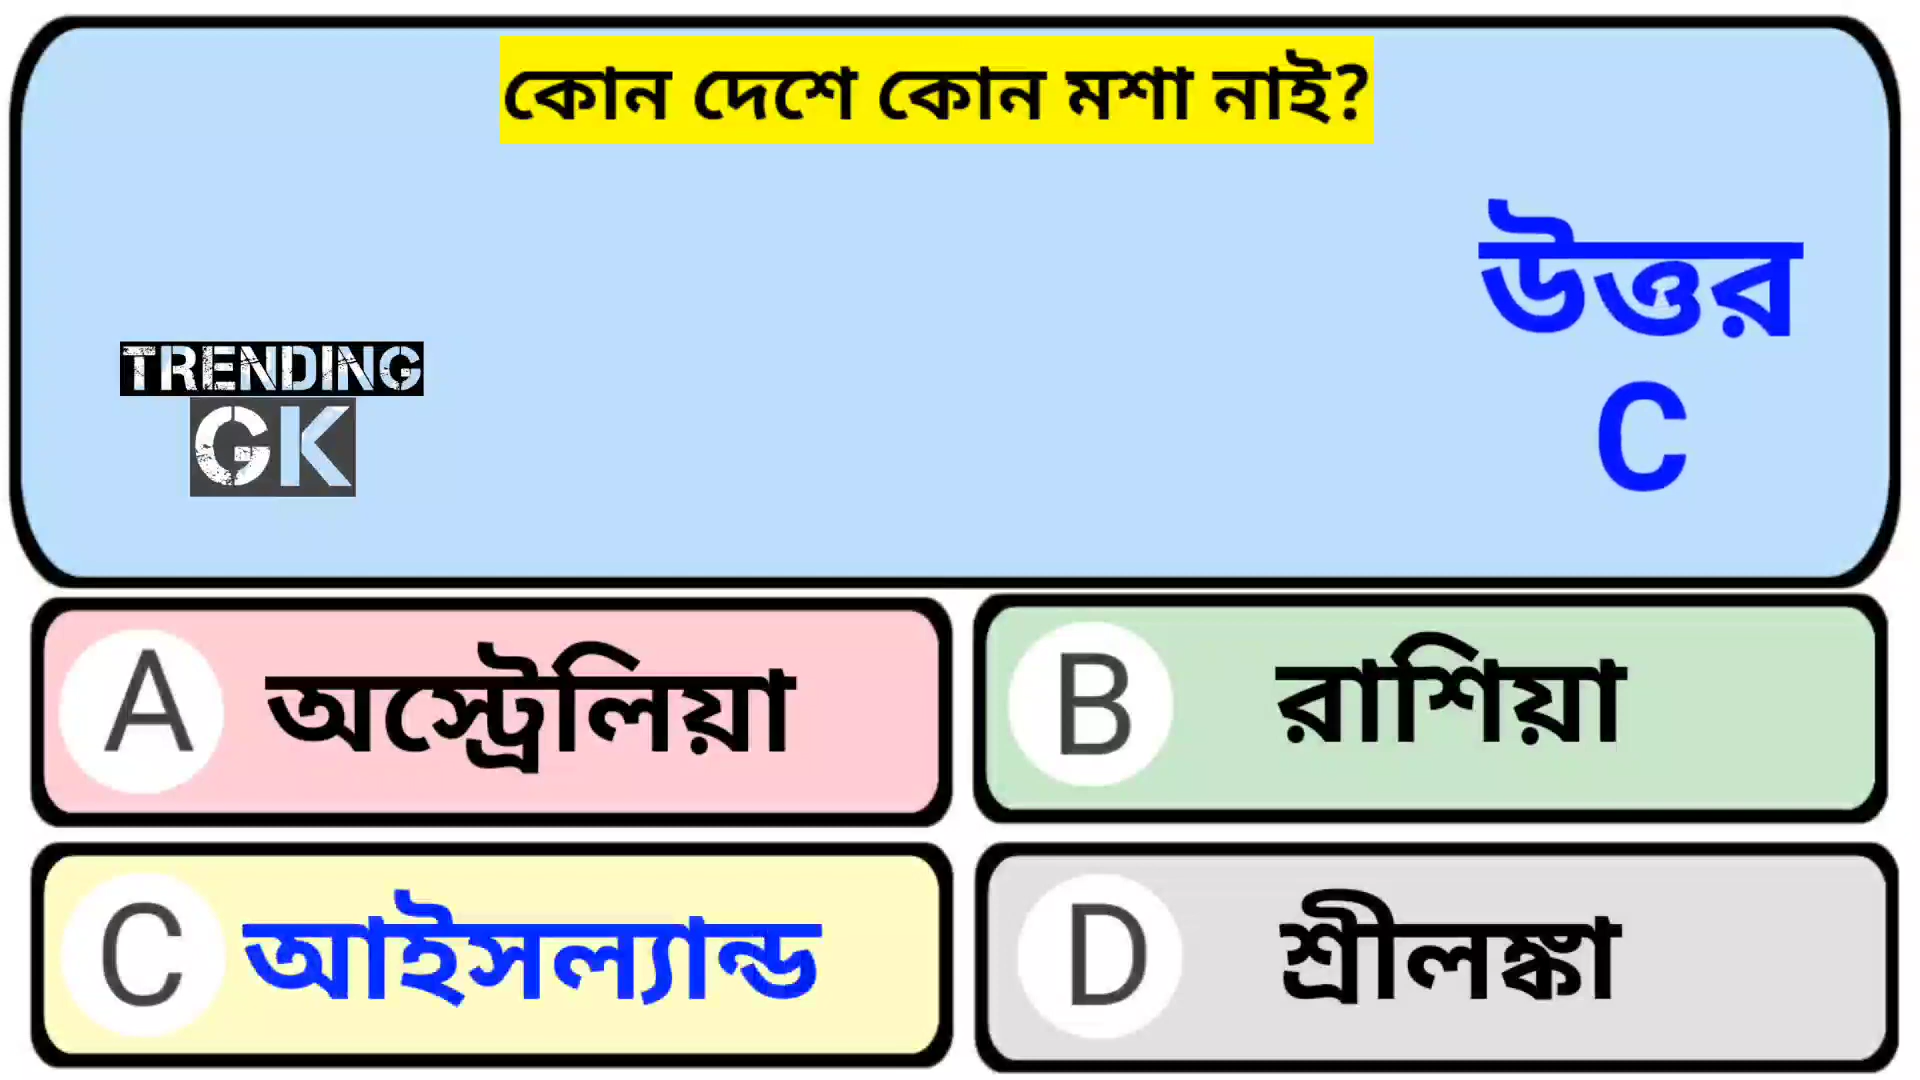 কোন দেশে কোন মশা নাই?
উত্তর
C
TRENDING
GK
A অস্ট্রেলিয়া
B রাশিয়া
C আইসল্যান্ড
D শ্রীলঙ্কা